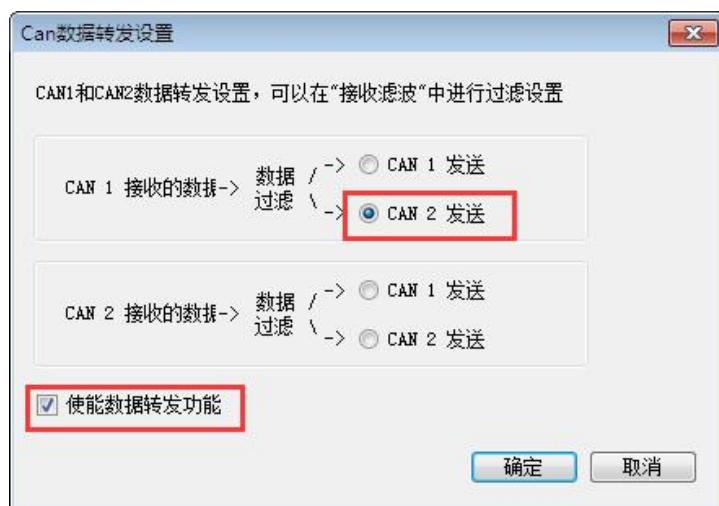 Can数据转发设置
CAN1和CAN2数据转发设置，可以在“接收滤波“中进行过滤设置
CAN 1 接收的数据-> 数据过滤 / -> CAN 1 发送
\ -> CAN 2 发送
CAN 2 接收的数据-> 数据过滤 / -> CAN 1 发送
\ -> CAN 2 发送
使能数据转发功能
确定 取消